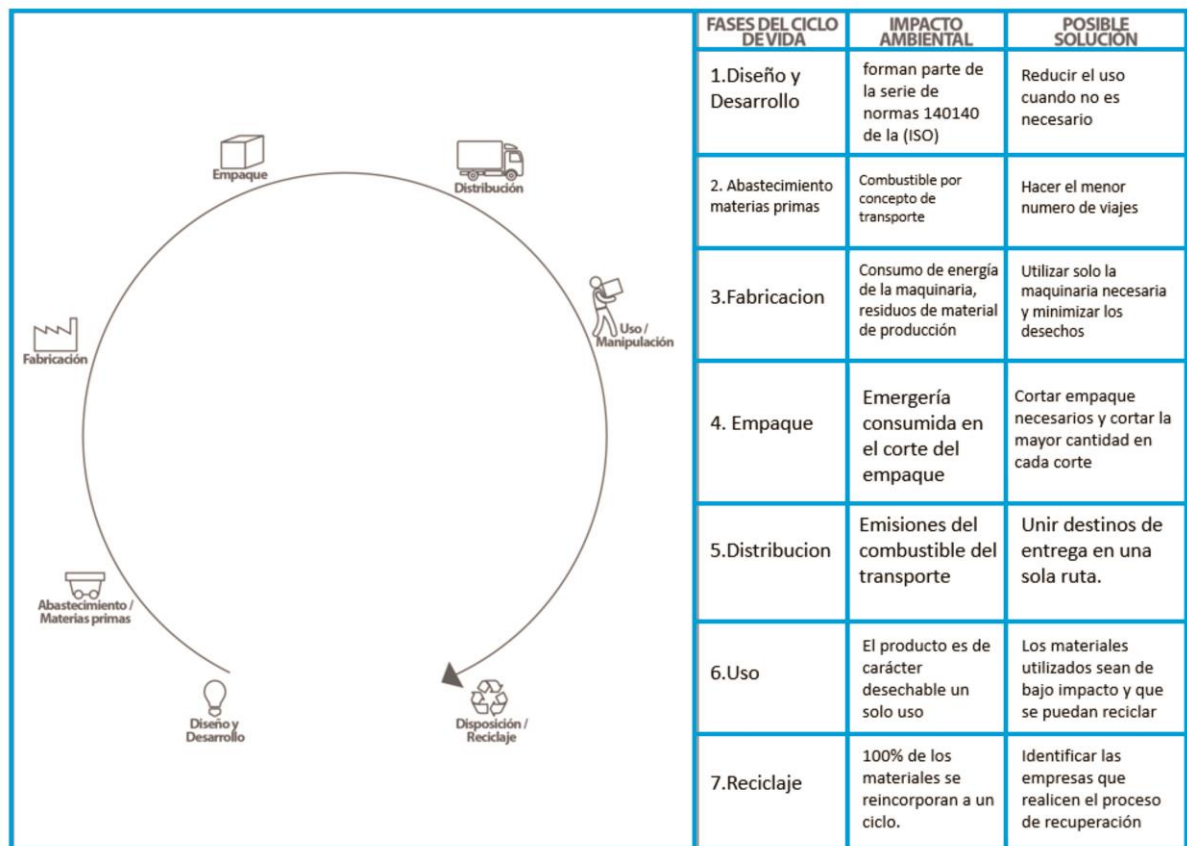 Empaque
Distribución
Uso /
Manipulación
Fabricación
Abastecimiento /
Materias primas
Diseño y
Desarrollo
Disposición /
Reciclaje
FASES DEL CICLO
DE VIDA
IMPACTO
AMBIENTAL
POSIBLE
SOLUCIÓN
1.Diseño y
Desarrollo
forman parte de
la serie de
normas 140140
de la (ISO)
Reducir el uso
cuando no es
necesario
2. Abastecimiento
materias primas
Combustible por
concepto de
transporte
Hacer el menor
numero de viajes
3.Fabricacion
Consumo de energía
de la maquinaria,
residuos de material
de producción
Utilizar solo la
maquinaria necesaria
y minimizar los
desechos
4. Empaque
Emergería
consumida en
el corte del
empaque
Cortar empaque
necesarios y cortar la
mayor cantidad en
cada corte
5.Distribucion
Emisiones del
combustible del
transporte
Unir destinos de
entrega en una
sola ruta.
6.Uso
El producto es de
carácter
desechable un
solo uso
Los materiales
utilizados sean de
bajo impacto y que
se puedan reciclar
7.Reciclaje
100% de los
materiales se
reincorporan a un
ciclo.
Identificar las
empresas que
realicen el proceso
de recuperación